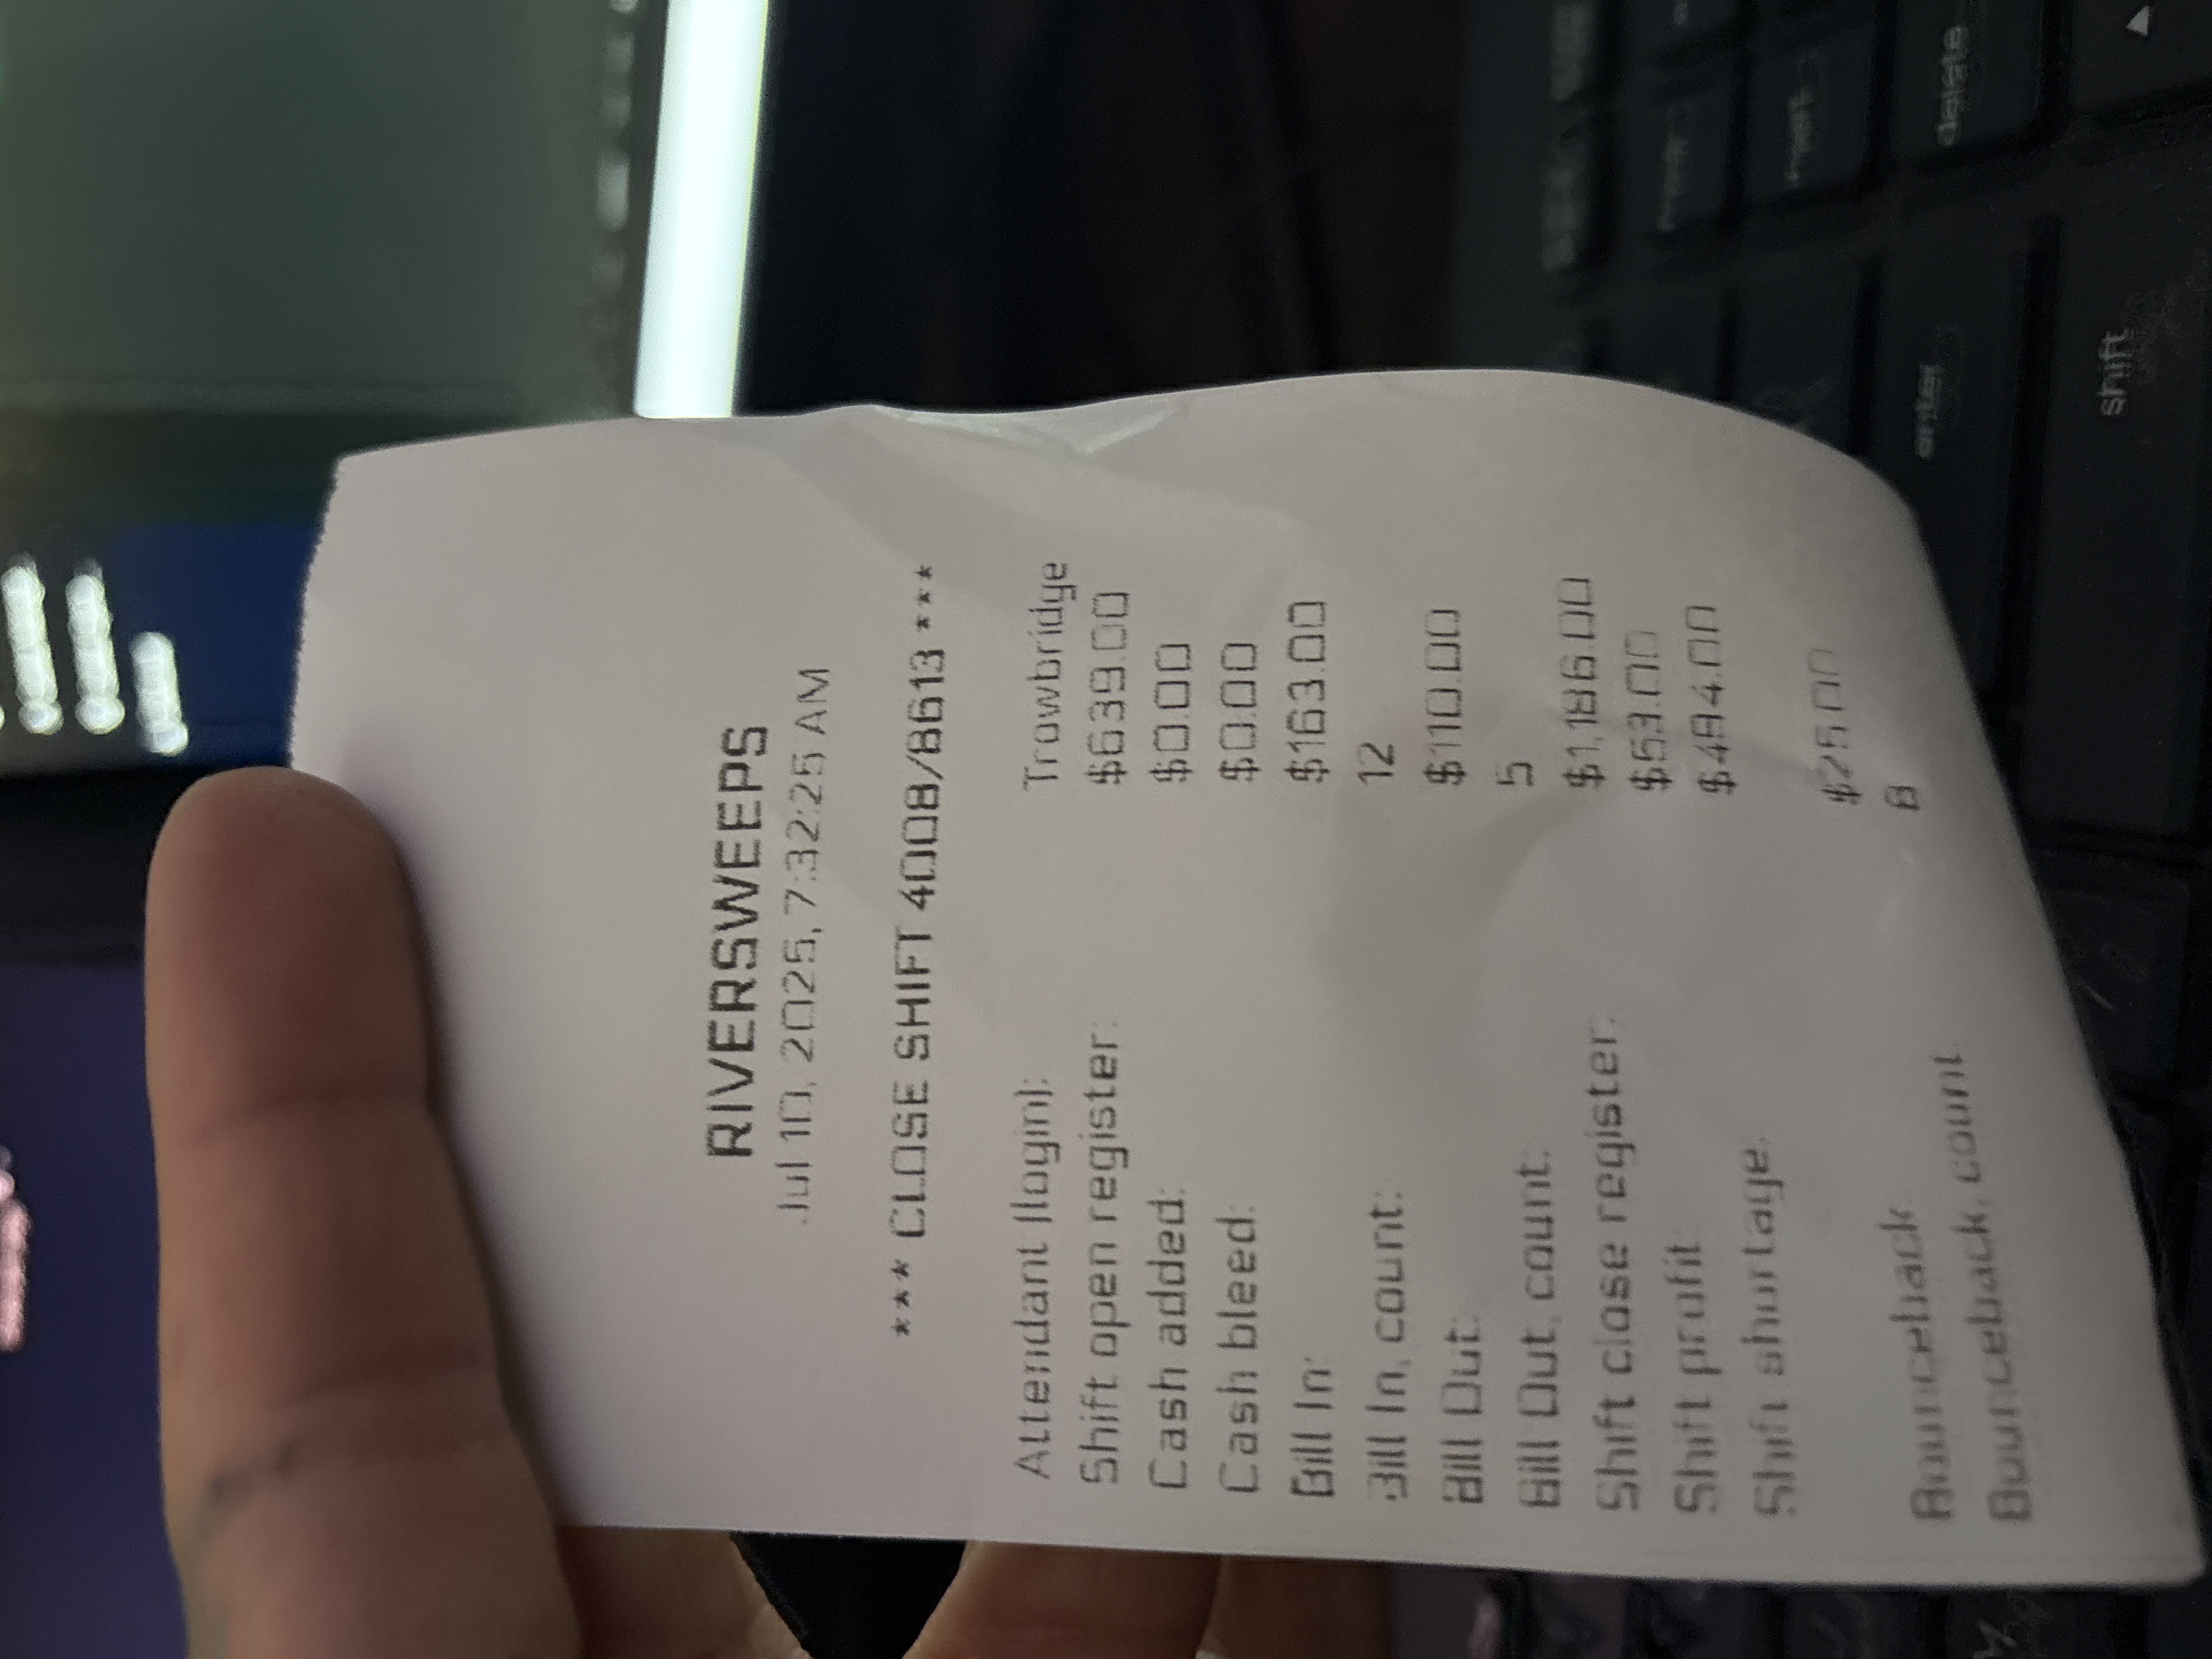 RIVERSWEEPS
Jul 10, 2025, 7:32:25 AM
*** CLOSE SHIFT 4008/8613 ***
Attendant (login): Trowbridge
Shift open register: $639.00
Cash added: $0.00
Cash bleed: $0.00
Bill In: $163.00
Bill In, count: 12
Bill Out: $110.00
Bill Out, count: 5
Shift close register: $1,186.00
Shift profit: $53.00
Shift shortage: $494.00
Bounceback: $25.00
Bounceback, count: 8
delete
enter
shift